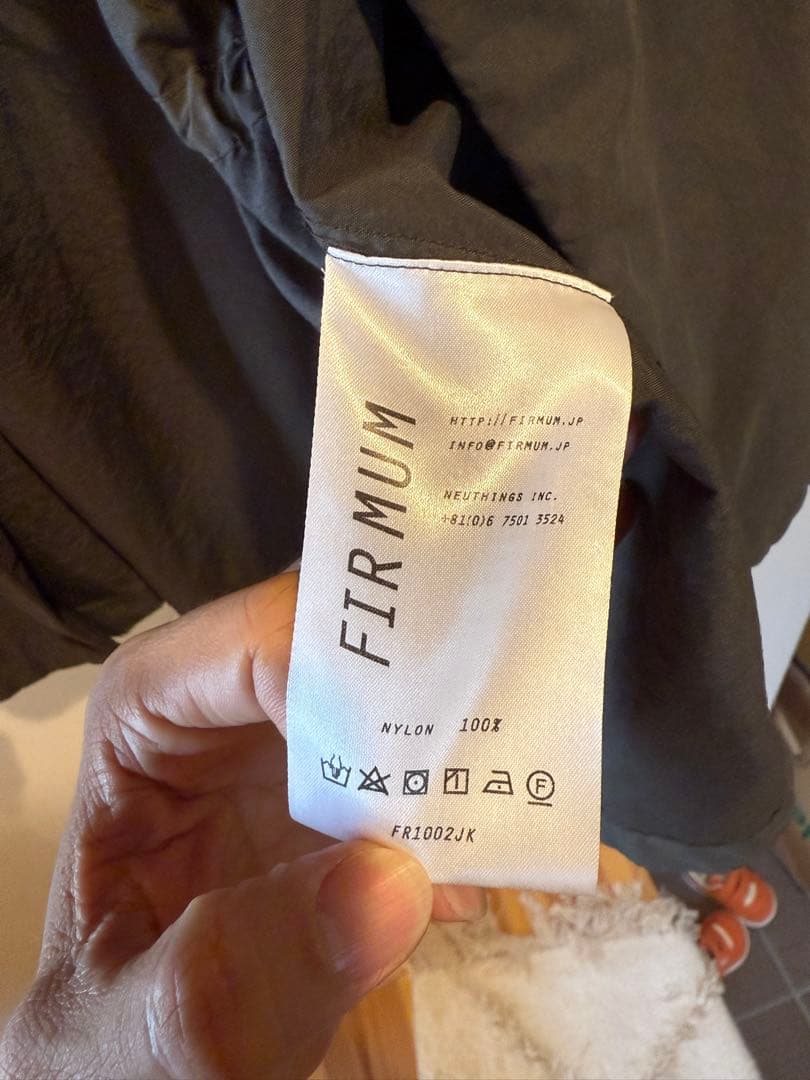 FIRMUM
HTTP://FIRMUM.JP
INFO@FIRMUM.JP
NEUTHINGS INC.
+81(0)6 7501 3524
NYLON 100%
F
FR1002JK